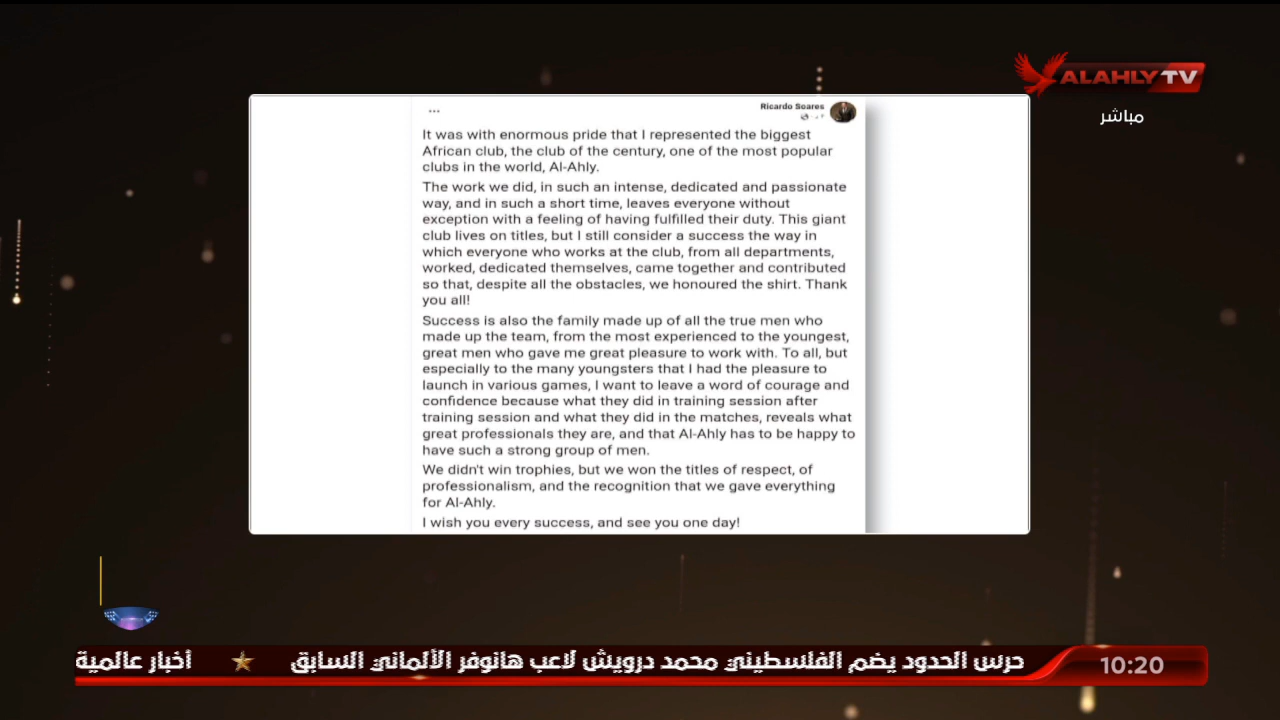 ALAHLY TV
مباشر
Ricardo Soares
It was with enormous pride that I represented the biggest
African club, the club of the century, one of the most popular
clubs in the world, Al-Ahly.
The work we did, in such an intense, dedicated and passionate
way, and in such a short time, leaves everyone without
exception with a feeling of having fulfilled their duty. This giant
club lives on titles, but I still consider a success the way in
which everyone who works at the club, from all departments,
worked, dedicated themselves, came together and contributed
so that, despite all the obstacles, we honoured the shirt. Thank
you all!
Success is also the family made up of all the true men who
made up the team, from the most experienced to the youngest,
great men who gave me great pleasure to work with. To all, but
especially to the many youngsters that I had the pleasure to
launch in various games, I want to leave a word of courage and
confidence because what they did in training session after
training session and what they did in the matches, reveals what
great professionals they are, and that Al-Ahly has to be happy to
have such a strong group of men.
We didn't win trophies, but we won the titles of respect, of
professionalism, and the recognition that we gave everything
for Al-Ahly.
I wish you every success, and see you one day!
حرس الحدود يضم الفلسطيني محمد درويش لاعب هانوفر الألماني السابق
أخبار عالمية
10:20